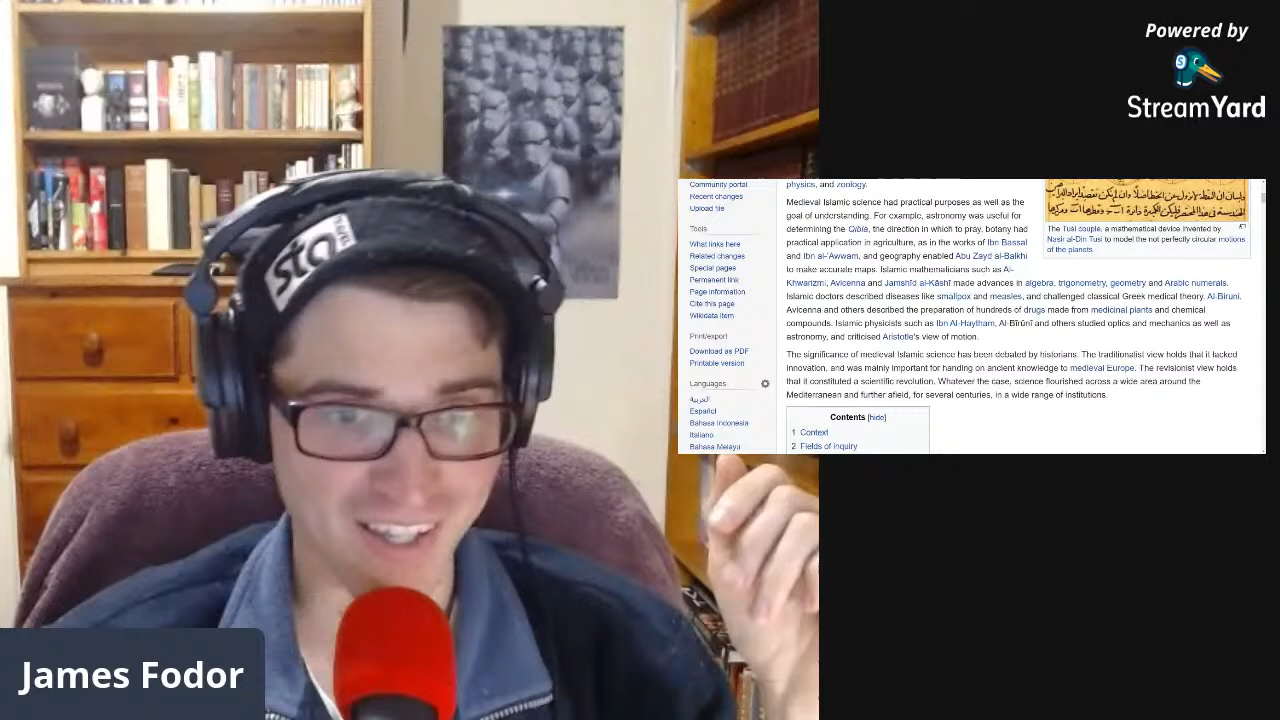 Powered by
StreamYard
sta
TRAVEL
Community portal
Recent changes
Upload file
Tools
What links here
Related changes
Special pages
Permanent link
Page information
Cite this page
Wikidata item
Print/export
Download as PDF
Printable version
Languages
العربية
Español
Bahasa Indonesia
Italiano
Bahasa Melayu
physics, and zoology.
Medieval Islamic science had practical purposes as well as the
goal of understanding. For example, astronomy was useful for
determining the Qibla, the direction in which to pray, botany had
practical application in agriculture, as in the works of Ibn Bassal
and Ibn al-'Awwam, and geography enabled Abu Zayd al-Balkhi
to make accurate maps. Islamic mathematicians such as Al-
Khwarizmi, Avicenna and Jamshīd al-Kāshī made advances in algebra, trigonometry, geometry and Arabic numerals.
Islamic doctors described diseases like smallpox and measles, and challenged classical Greek medical theory. Al-Biruni,
Avicenna and others described the preparation of hundreds of drugs made from medicinal plants and chemical
compounds. Islamic physicists such as Ibn Al-Haytham, Al-Bīrūnī and others studied optics and mechanics as well as
astronomy, and criticised Aristotle's view of motion.
The significance of medieval Islamic science has been debated by historians. The traditionalist view holds that it lacked
innovation, and was mainly important for handing on ancient knowledge to medieval Europe. The revisionist view holds
that it constituted a scientific revolution. Whatever the case, science flourished across a wide area around the
Mediterranean and further afield, for several centuries, in a wide range of institutions.
Contents [hide]
1 Context
2 Fields of inquiry
The Tusi couple, a mathematical device invented by
Nasir al-Din Tusi to model the not perfectly circular motions
of the planets
James Fodor